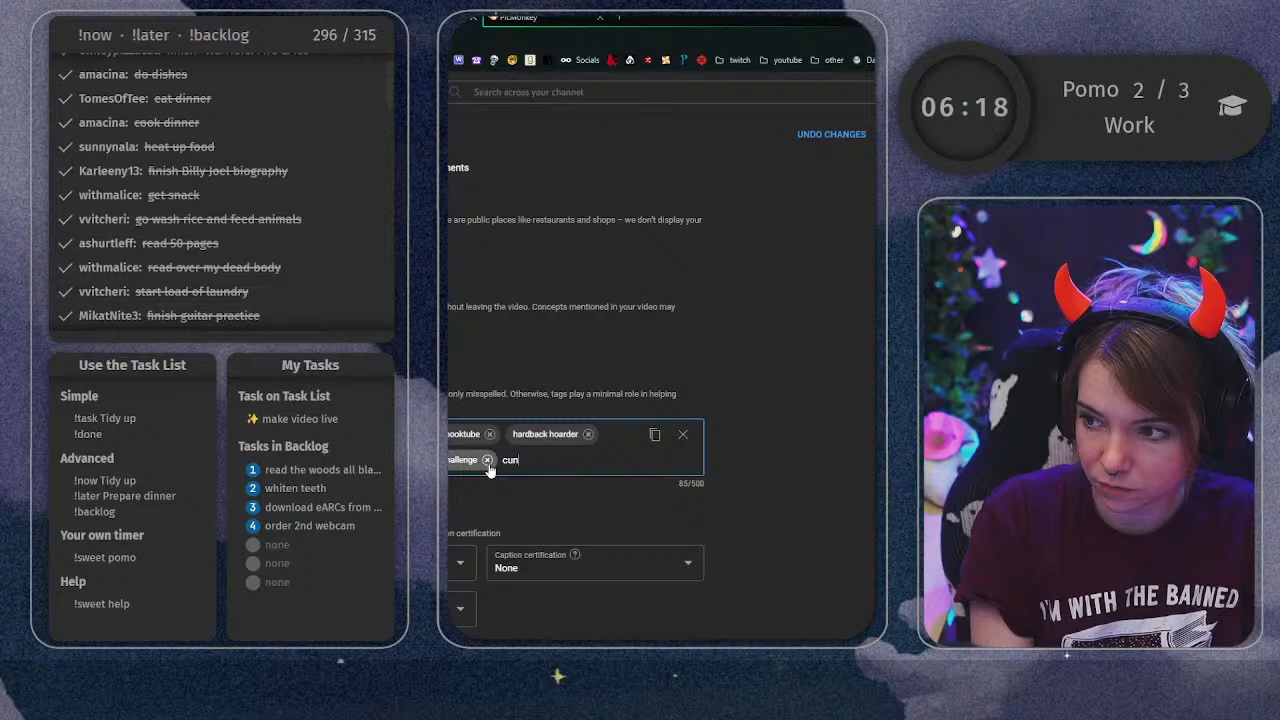 !now · !later · !backlog 296 / 315
amacina: do dishes
TomesOfTee: eat dinner
amacina: cook dinner
sunnynala: heat up food
Karleeny13: finish Billy Joel biography
withmalice: get snack
vvitcheri: go wash rice and feed animals
ashurtleff: read 50 pages
withmalice: read over my dead body
vvitcheri: start load of laundry
MikatNite3: finish guitar practice
Use the Task List
Simple
!task Tidy up
!done
Advanced
!now Tidy up
!later Prepare dinner
!backlog
Your own timer
!sweet pomo
Help
!sweet help
My Tasks
Task on Task List
✨ make video live
Tasks in Backlog
1 read the woods all bla...
2 whiten teeth
3 download eARCs from ...
4 order 2nd webcam
none
none
none
PicMonkey
Socials twitch youtube other Da
Search across your channel
UNDO CHANGES
nents
e are public places like restaurants and shops – we don't display your
hout leaving the video. Concepts mentioned in your video may
only misspelled. Otherwise, tags play a minimal role in helping
booktube hardback hoarder
hallenge cun
85/500
on certification
Caption certification
None
06:18
Pomo 2 / 3
Work
I'M WITH THE BANNED